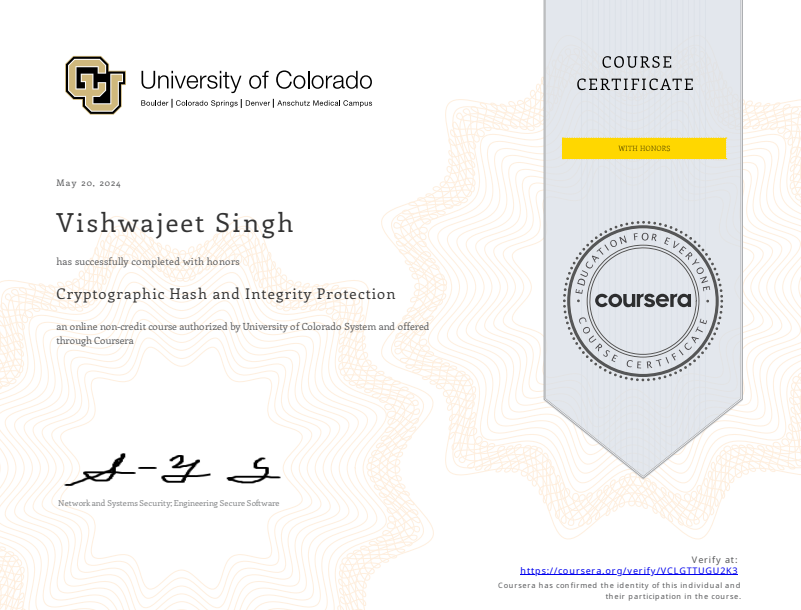 University of Colorado
Boulder | Colorado Springs | Denver | Anschutz Medical Campus
COURSE
CERTIFICATE
WITH HONORS
May 20, 2024
Vishwajeet Singh
has successfully completed with honors
Cryptographic Hash and Integrity Protection
an online non-credit course authorized by University of Colorado System and offered
through Coursera
EDUCATION FOR EVERYONE
coursera
COURSE CERTIFICATE
Network and Systems Security; Engineering Secure Software
Verify at:
https://coursera.org/verify/VCLGTTUGU2K3
Coursera has confirmed the identity of this individual and
their participation in the course.